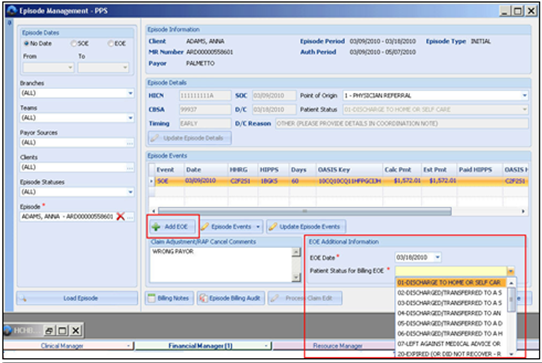 Episode Management - PPS
Episode Dates
No Date SOE EOE
From To
Branches
(ALL)
Teams
(ALL)
Payor Sources
(ALL)
Clients
(ALL)
Episode Statuses
(ALL)
Episode *
ADAMS, ANNA - ARD00000558601
Load Episode
Episode Information
Client ADAMS, ANNA Episode Period 03/09/2010 - 03/18/2010 Episode Type INITIAL
MR Number ARD00000558601 Auth Period 03/09/2010 - 05/07/2010
Payor PALMETTO
Episode Details
HICN 111111111A SOC 03/09/2010 Point of Origin 1 - PHYSICIAN REFERRAL
CBSA 99937 D/C 03/18/2010 Patient Status 01-DISCHARGE TO HOME OR SELF CARE
Timing EARLY D/C Reason OTHER (PLEASE PROVIDE DETAILS IN COORDINATION NOTE)
Update Episode Details
Episode Events
Event Date HHRG HIPPS Days OASIS Key Calc Pmt Est Pmt Paid HIPPS OASIS H
SOE 03/09/2010 C2F2S1 1BGKS 60 $1,572.01 $1,572.01 C2F2S1
Add EOE Episode Events Update Episode Events
Claim Adjustment/RAP Cancel Comments
WRONG PAYOR
EOE Additional Information
EOE Date * 03/18/2010
Patient Status for Billing EOE *
01-DISCHARGE TO HOME OR SELF CAR
02-DISCHARGED/TRANSFERRED TO A S
03-DISCHARGED/TRANSFERRED TO A S
04-DISCHARGED/TRANSFERRED TO AN
05-DISCHARGED/TRANSFERRED TO A D
06-DISCHARGED/TRANSFERRED TO A H
07-LEFT AGAINST MEDICAL ADVICE OR
20-EXPIRED (OR DID NOT RECOVER - R
Billing Notes Episode Billing Audit Process Claim Edit
HCHB
Clinical Manager Financial Manager (1) Resource Manager